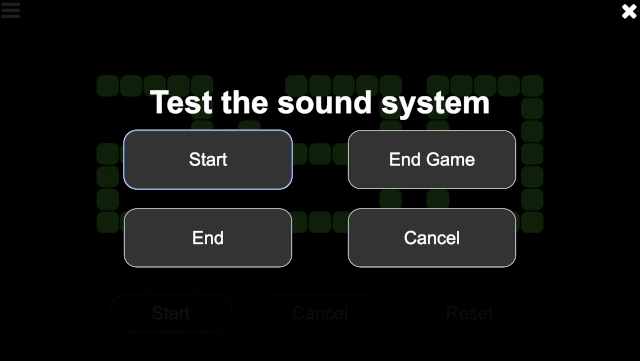 Test the sound system
Start
End Game
End
Cancel
Start
Cancel
Reset